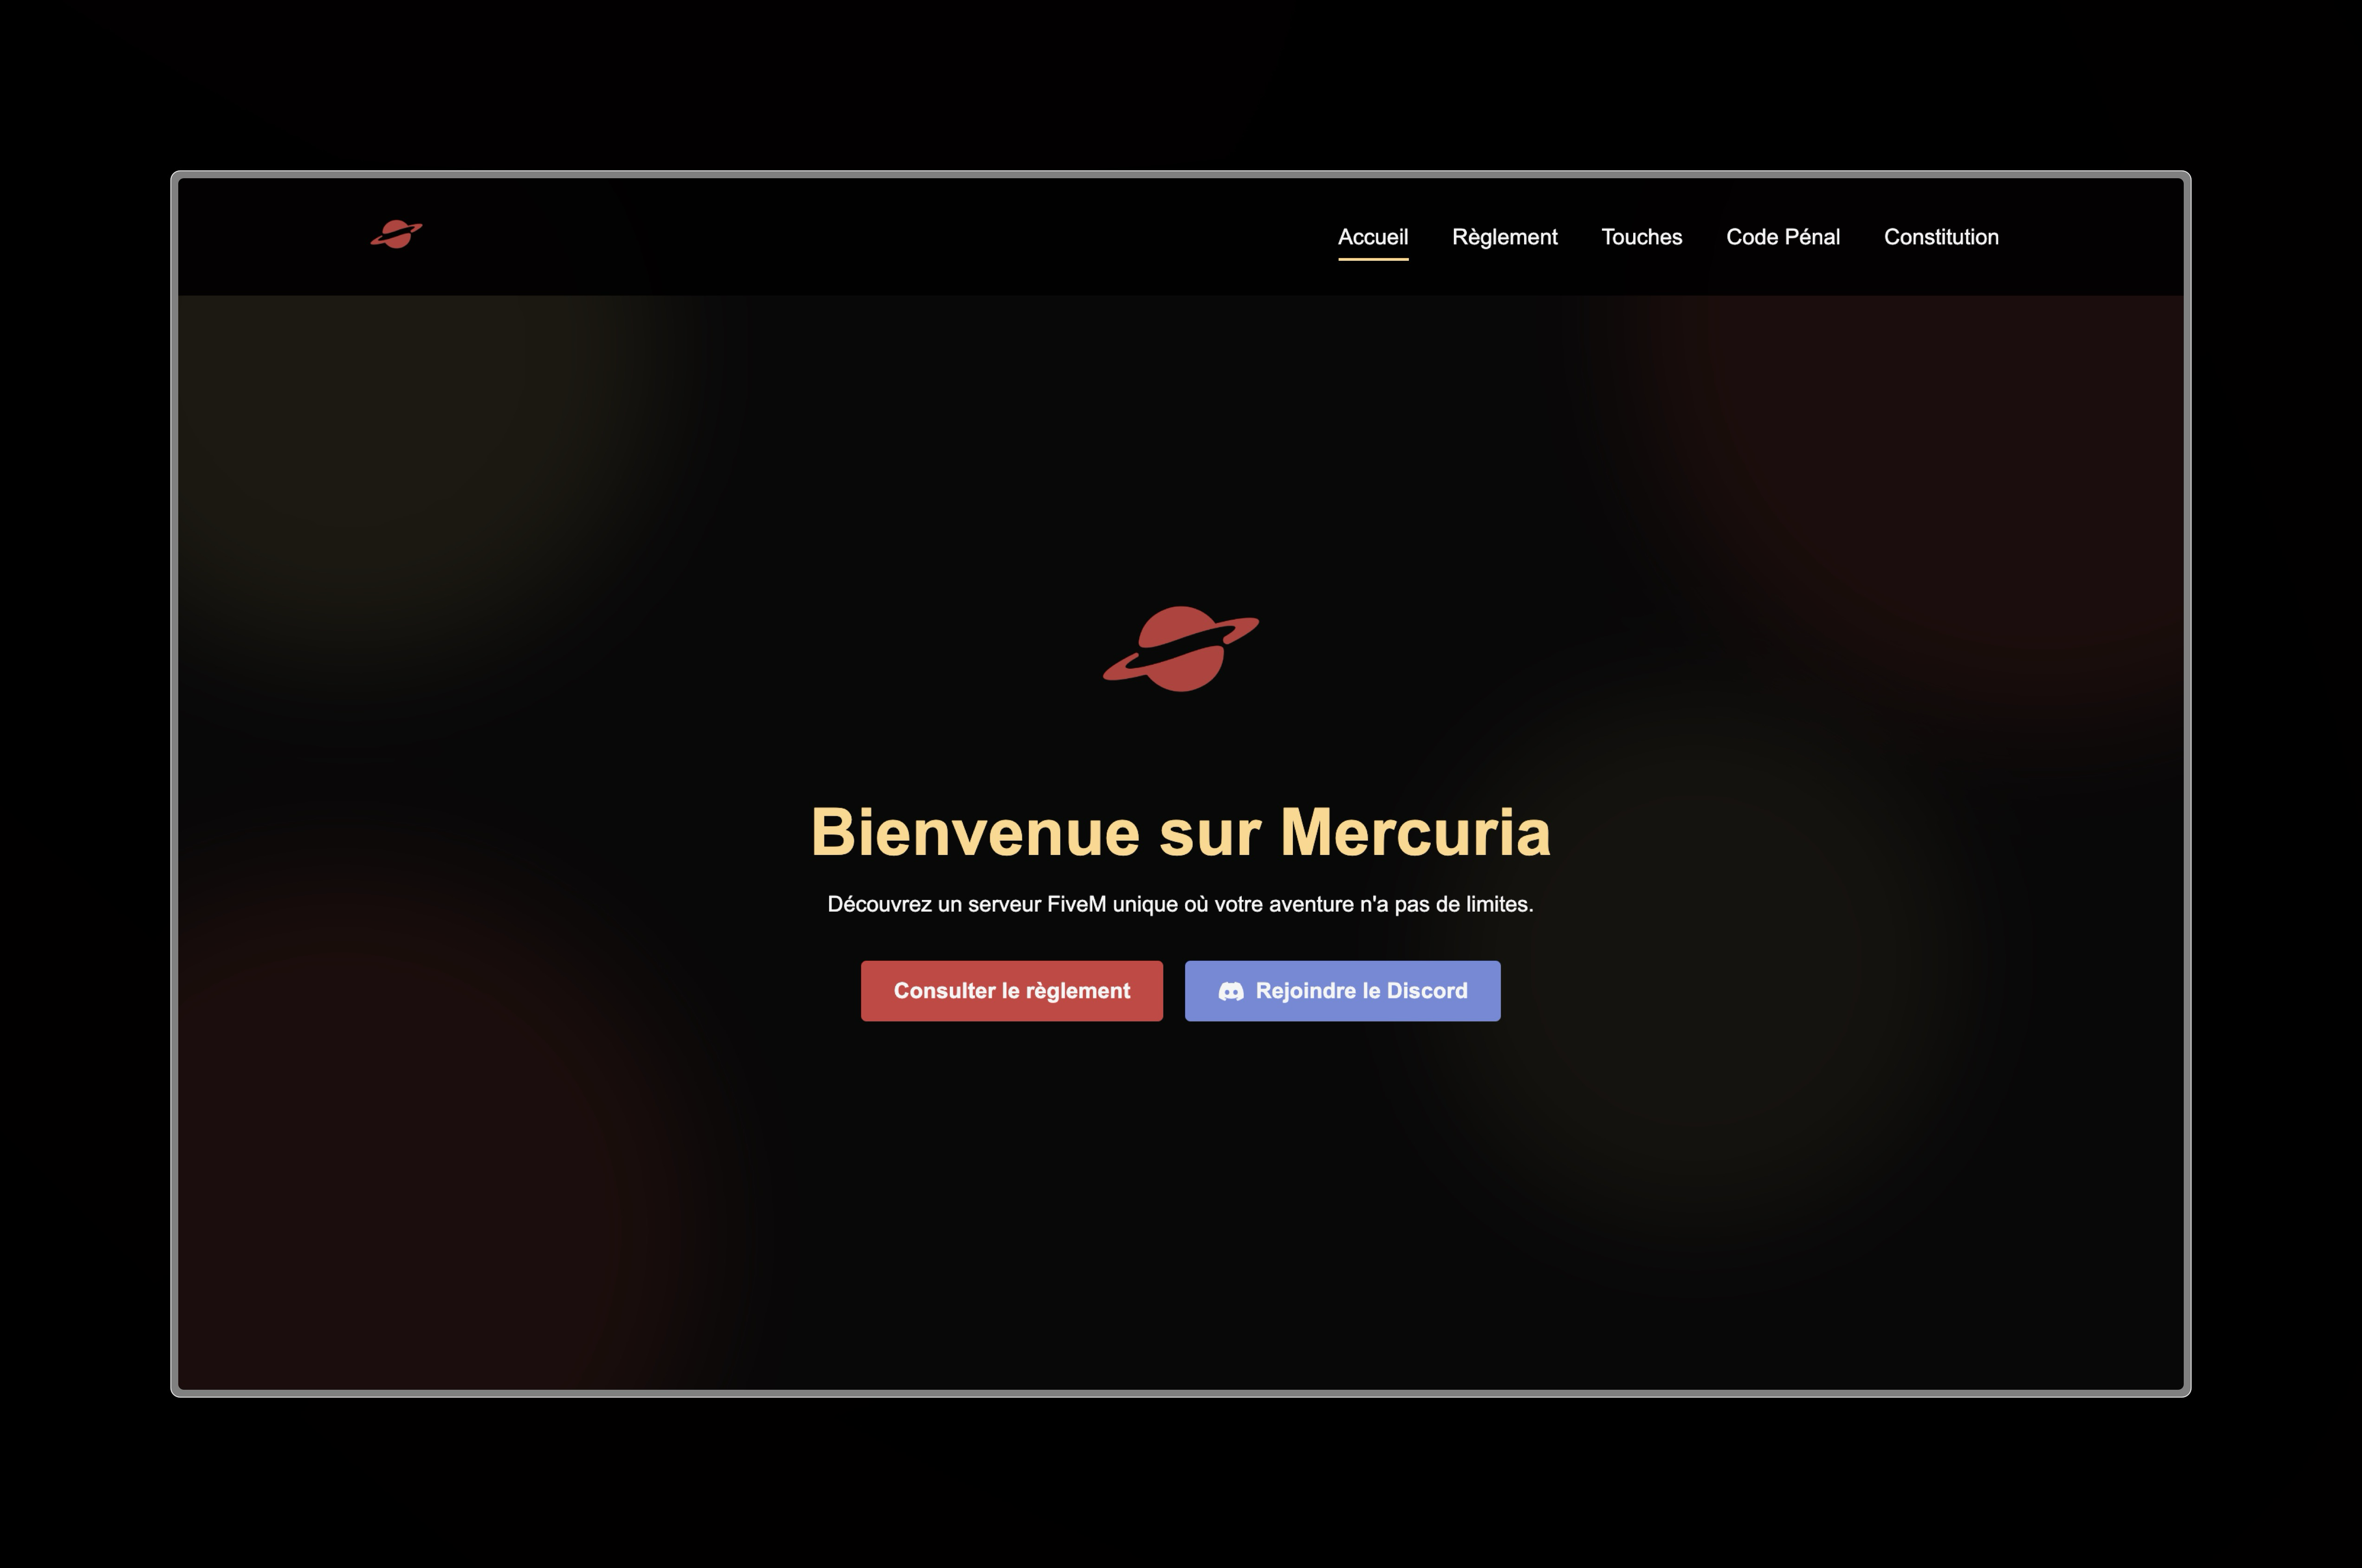 Accueil Règlement Touches Code Pénal Constitution
Bienvenue sur Mercuria
Découvrez un serveur FiveM unique où votre aventure n'a pas de limites.
Consulter le règlement Rejoindre le Discord